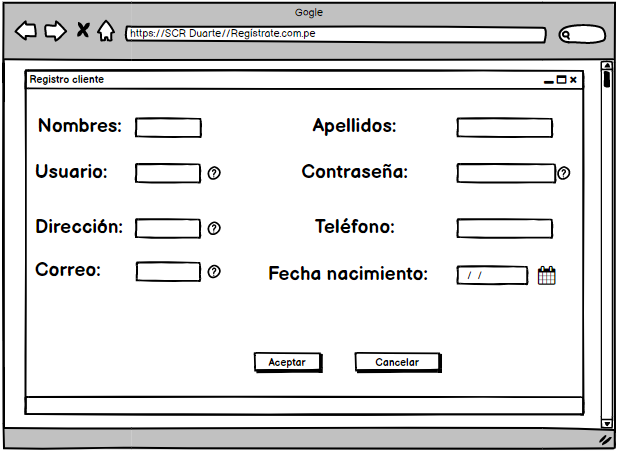 Gogle
https://SCR Duarte//Registrate.com.pe
Registro cliente
Nombres: Apellidos:
Usuario: ? Contraseña: ?
Dirección: ? Teléfono:
Correo: ? Fecha nacimiento: / /
Aceptar Cancelar